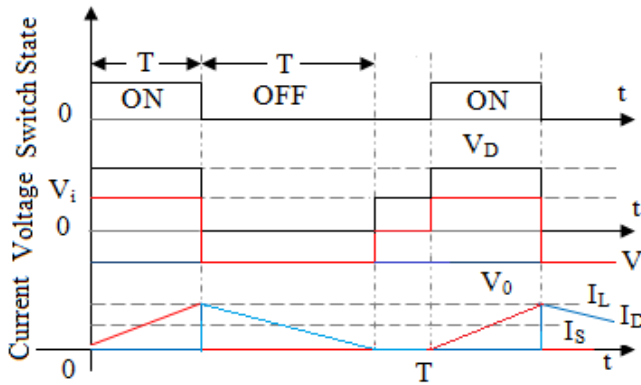 Switch State
T T
ON OFF ON t
0
Voltage
V_D
V_i
0 t
V
V_0
Current
I_L
I_D
I_S
0 T t